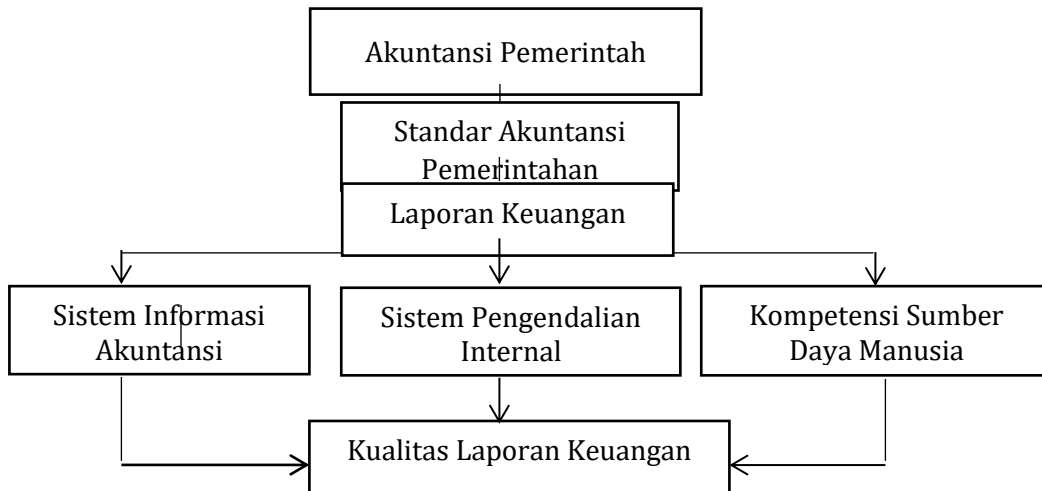 Akuntansi Pemerintah
Standar Akuntansi
Pemerintahan
Laporan Keuangan
Sistem Informasi
Akuntansi
Sistem Pengendalian
Internal
Kompetensi Sumber
Daya Manusia
Kualitas Laporan Keuangan